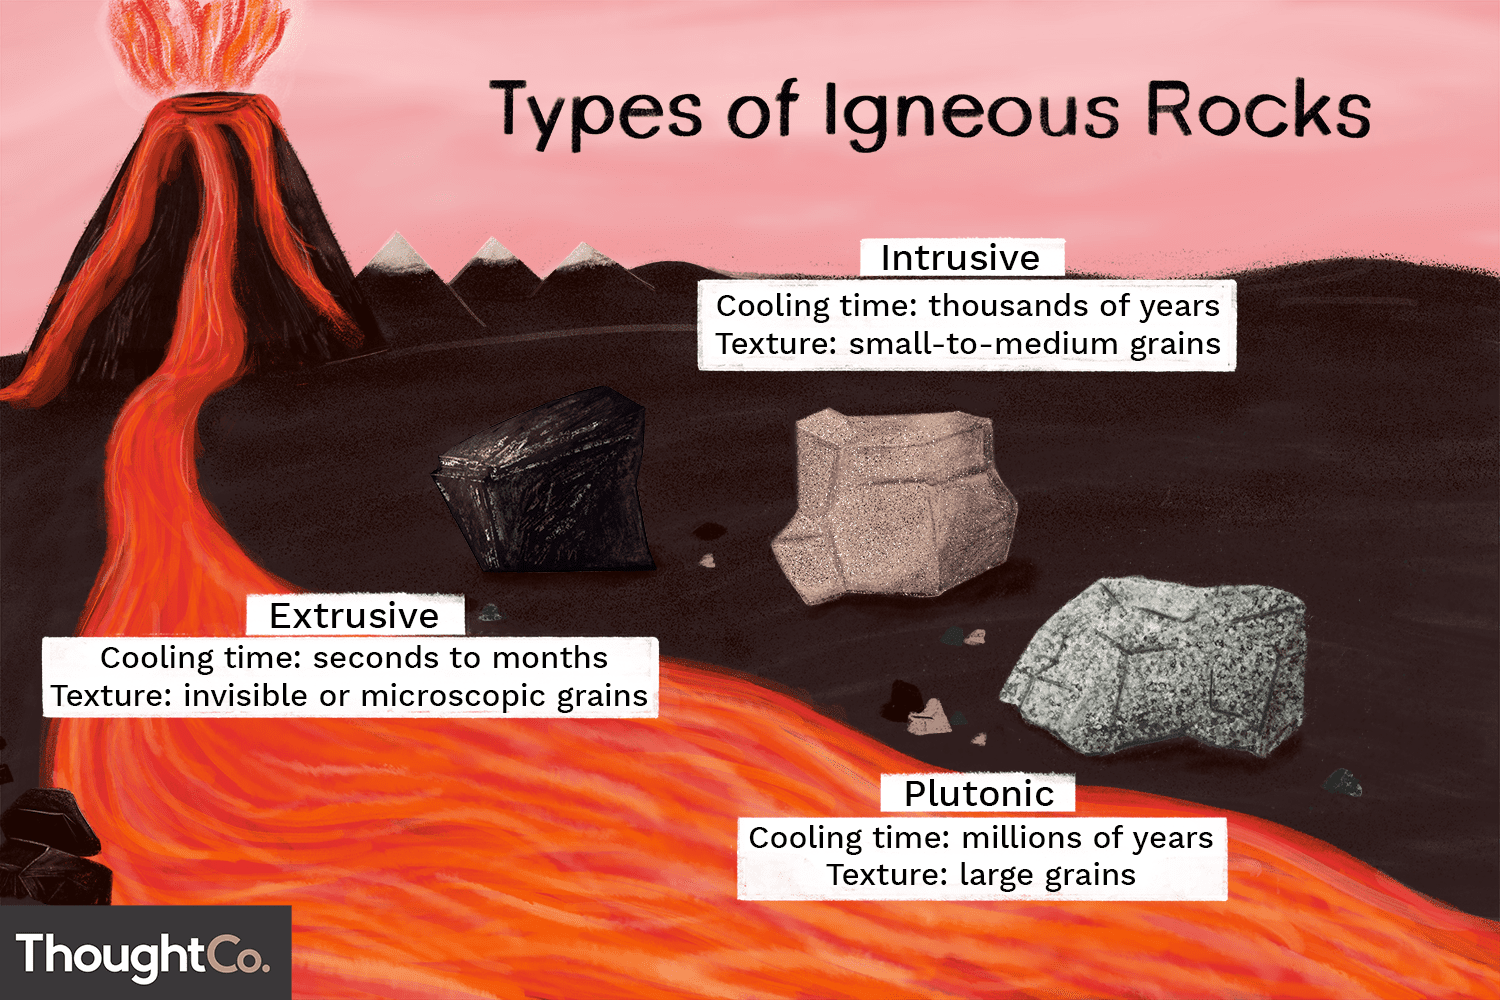 Types of Igneous Rocks
Intrusive
Cooling time: thousands of years
Texture: small-to-medium grains
Extrusive
Cooling time: seconds to months
Texture: invisible or microscopic grains
Plutonic
Cooling time: millions of years
Texture: large grains
ThoughtCo.